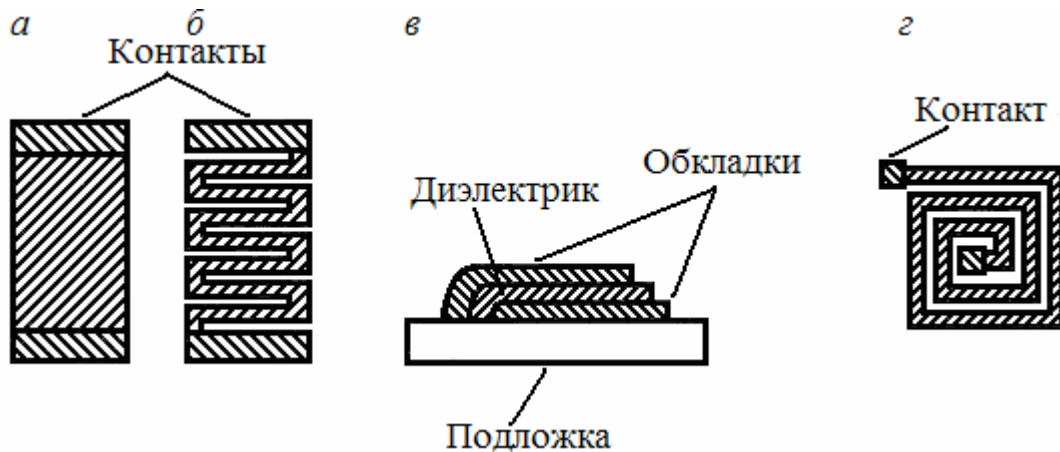 а б в г
Контакты
Контакт
Обкладки
Диэлектрик
Подложка